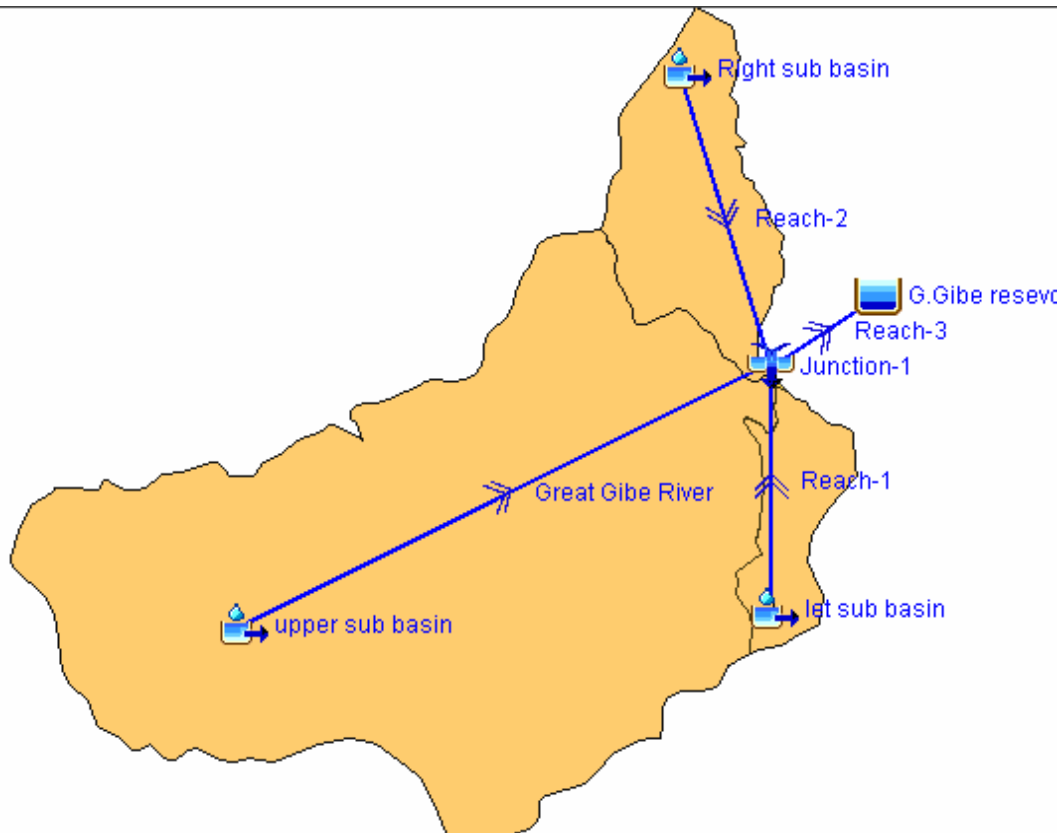 Right sub basin
Reach-2
G.Gibe resevo
Reach-3
Junction-1
Reach-1
Great Gibe River
let sub basin
upper sub basin